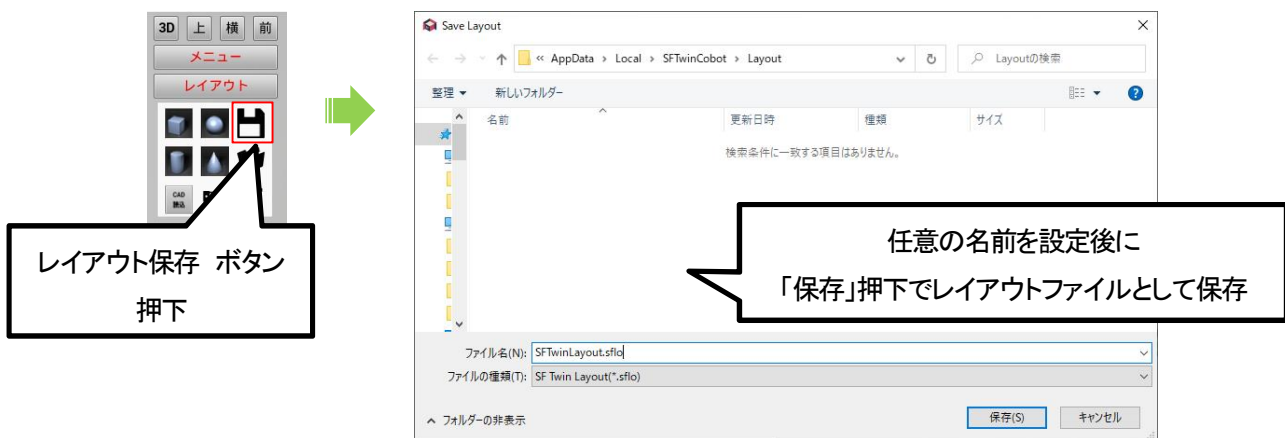 3D 上 横 前
メニュー
レイアウト
CAD
読込
レイアウト保存 ボタン
押下
Save Layout
« AppData › Local › SFTwinCobot › Layout
Layoutの検索
整理 新しいフォルダー
名前 更新日時 種類 サイズ
検索条件に一致する項目はありません。
任意の名前を設定後に
「保存」押下でレイアウトファイルとして保存
ファイル名(N): SFTwinLayout.sflo
ファイルの種類(T): SF Twin Layout(*.sflo)
フォルダーの非表示
保存(S) キャンセル